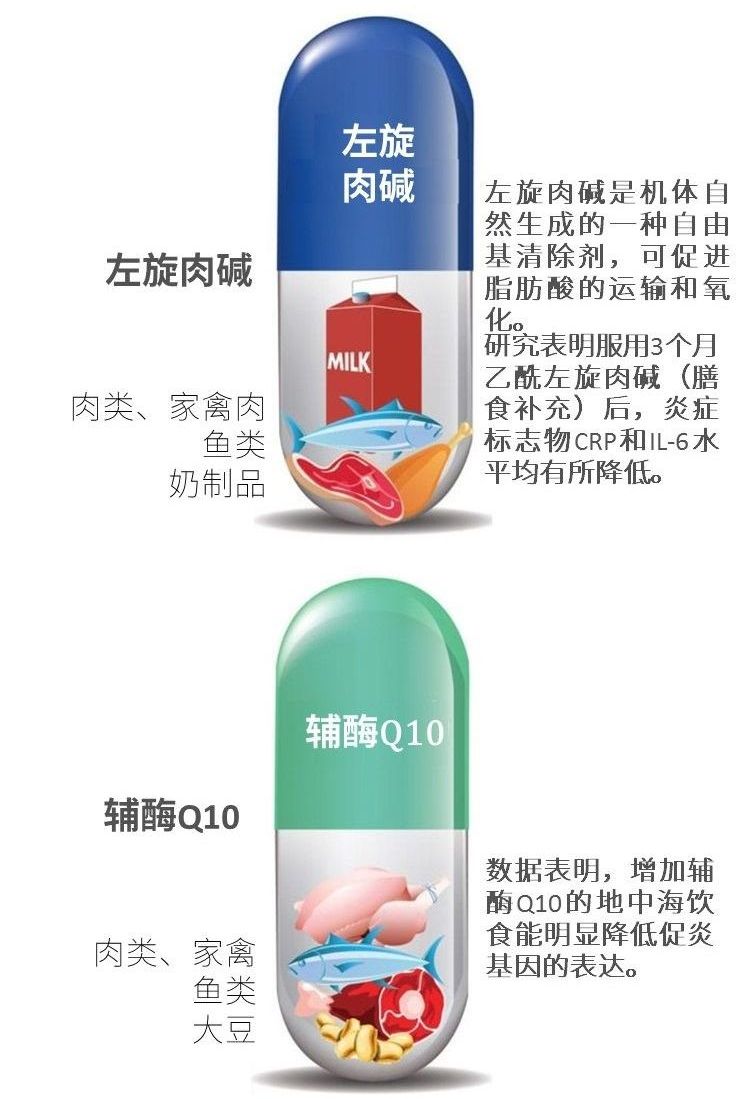 左旋
肉碱
左旋肉碱
MILK
肉类、家禽肉
鱼类
奶制品
左旋肉碱是机体自
然生成的一种自由
基清除剂，可促进
脂肪酸的运输和氧
化。
研究表明服用3个月
乙酰左旋肉碱（膳
食补充）后，炎症
标志物CRP和IL-6水
平均有所降低。
辅酶Q10
辅酶Q10
肉类、家禽
鱼类
大豆
数据表明，增加辅
酶Q10的地中海饮
食能明显降低促炎
基因的表达。